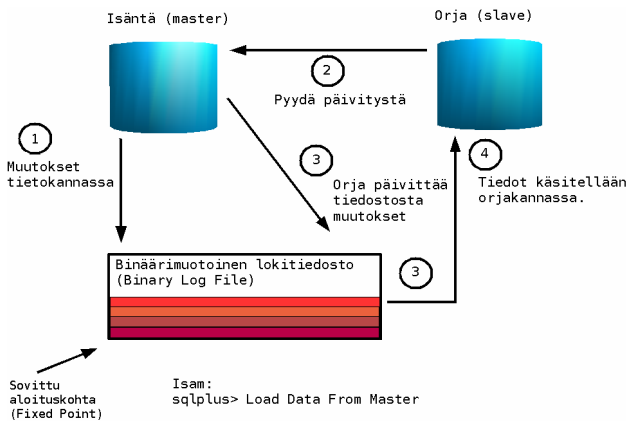 Isäntä (master)
Orja (slave)
2
Pyydä päivitystä
1
Muutokset
tietokannassa
3
Orja päivittää
tiedostosta
muutokset
4
Tiedot käsitellään
orjakannassa.
Binäärimuotoinen lokitiedosto
(Binary Log File)
3
Sovittu
aloituskohta
(Fixed Point)
Isam:
sqlplus> Load Data From Master